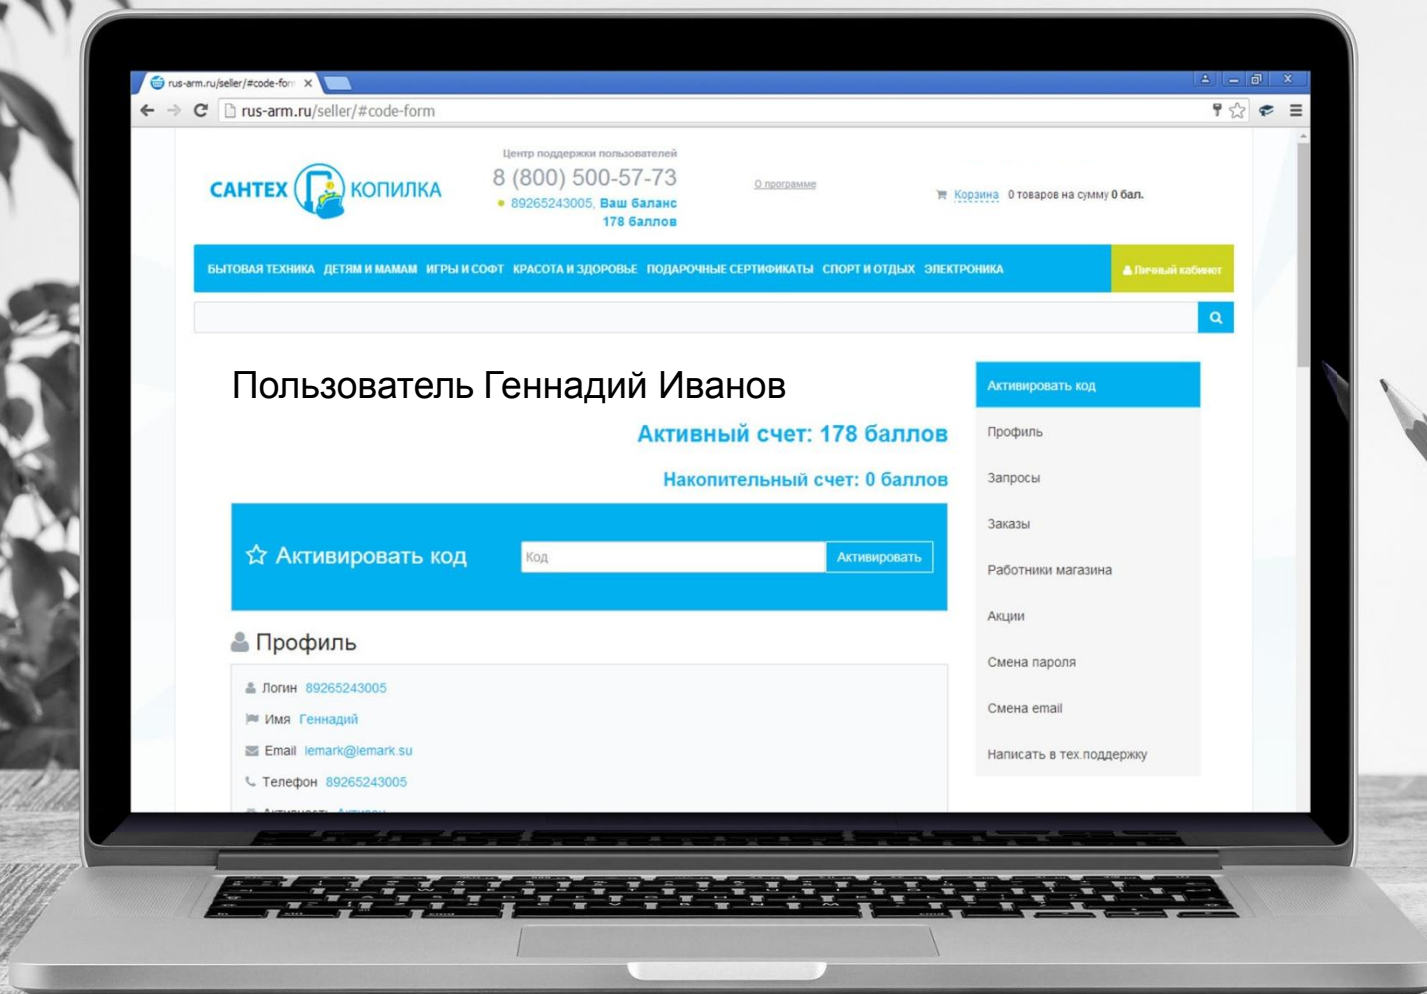 rus-arm.ru/seller/#code-for
rus-arm.ru/seller/#code-form
САНТЕХ КОПИЛКА
Центр поддержки пользователей
8 (800) 500-57-73
89265243005, Ваш баланс
178 баллов
О программе
Корзина 0 товаров на сумму 0 бал.
БЫТОВАЯ ТЕХНИКА ДЕТЯМ И МАМАМ ИГРЫ И СОФТ КРАСОТА И ЗДОРОВЬЕ ПОДАРОЧНЫЕ СЕРТИФИКАТЫ СПОРТ И ОТДЫХ ЭЛЕКТРОНИКА
Личный кабинет
Пользователь Геннадий Иванов
Активный счет: 178 баллов
Накопительный счет: 0 баллов
Активировать код
Код
Активировать
Профиль
Логин 89265243005
Имя Геннадий
Email lemark@lemark.su
Телефон 89265243005
Активировать код
Профиль
Запросы
Заказы
Работники магазина
Акции
Смена пароля
Смена email
Написать в тех.поддержку